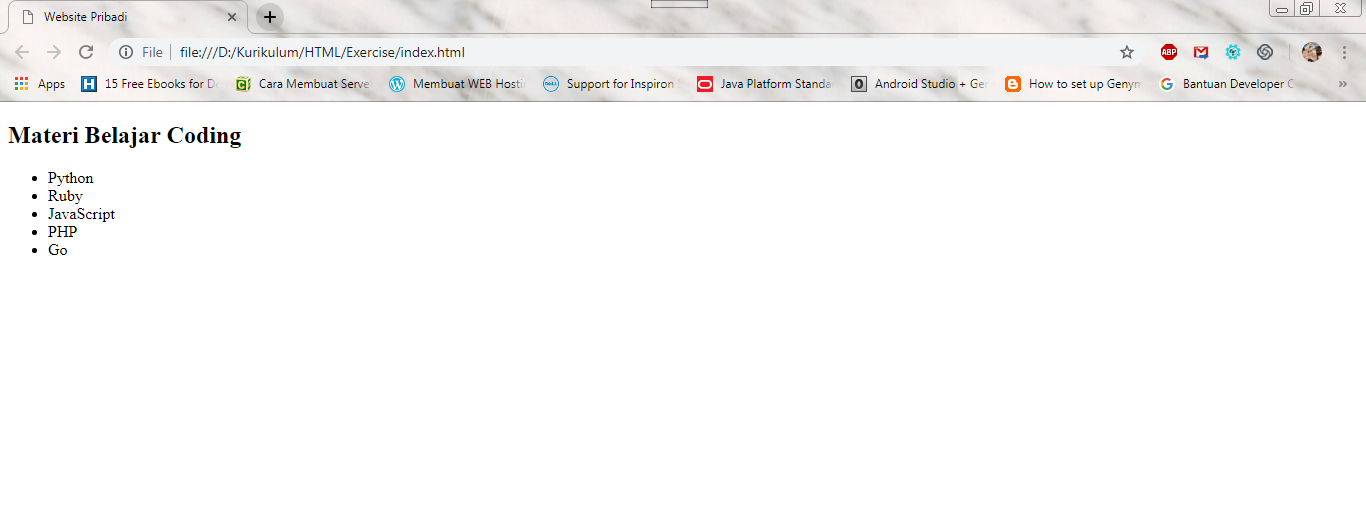 Website Pribadi
File file:///D:/Kurikulum/HTML/Exercise/index.html
ABP
Apps 15 Free Ebooks for D Cara Membuat Serve Membuat WEB Hosti Support for Inspiron Java Platform Standa Android Studio + Ge How to set up Genym Bantuan Developer C »
Materi Belajar Coding
• Python
• Ruby
• JavaScript
• PHP
• Go